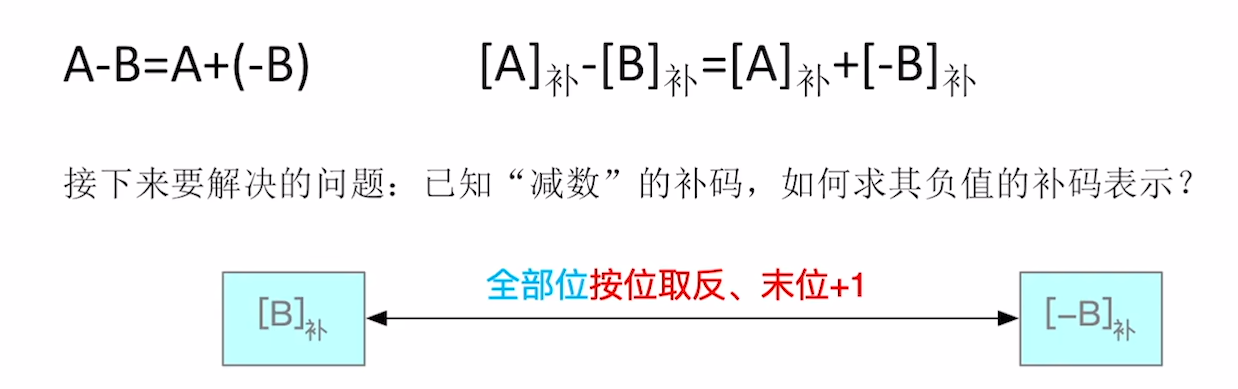 A-B=A+(-B) [A]补-[B]补=[A]补+[-B]补
接下来要解决的问题：已知“减数”的补码，如何求其负值的补码表示？
全部位按位取反、末位+1
[B]补 [-B]补